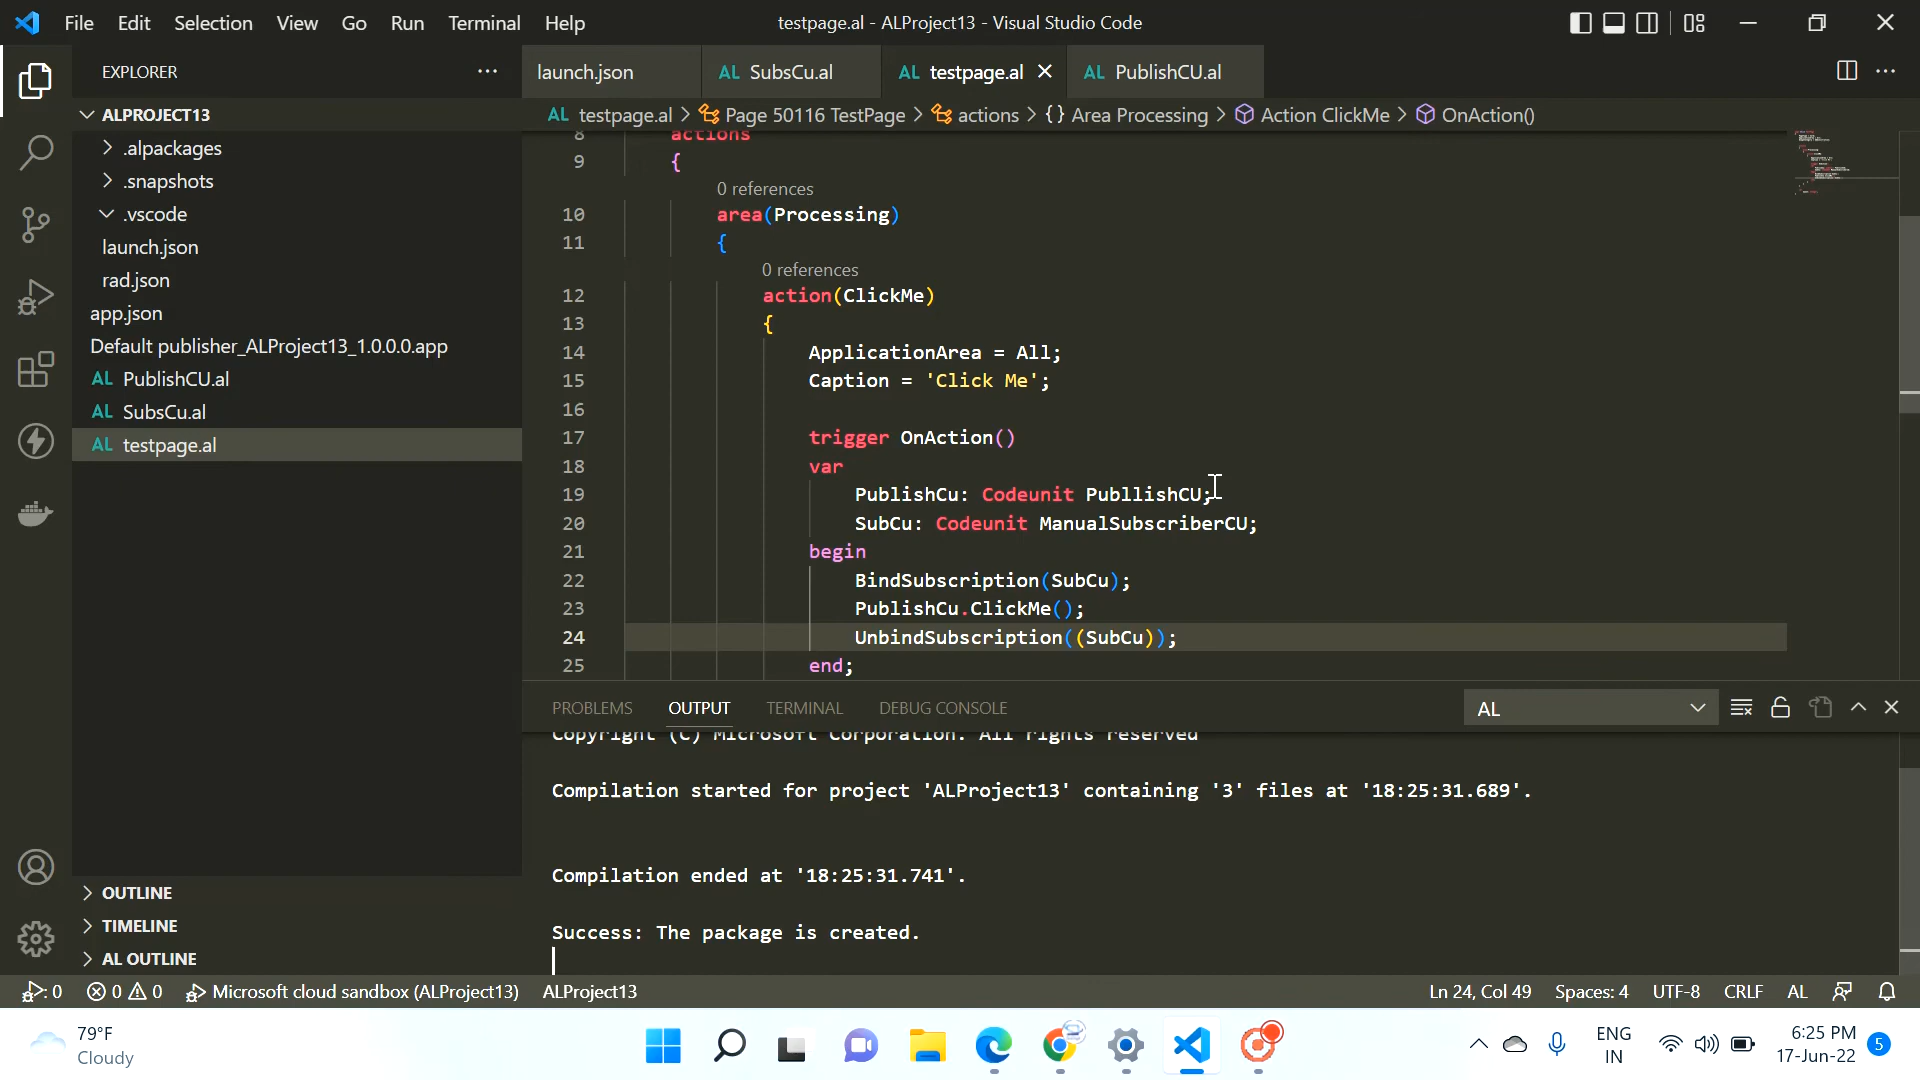 File Edit Selection View Go Run Terminal Help
testpage.al - ALProject13 - Visual Studio Code
EXPLORER
launch.json
AL SubsCu.al
AL testpage.al
AL PublishCU.al
ALPROJECT13
AL testpage.al > Page 50116 TestPage > actions > {} Area Processing > Action ClickMe > OnAction()
.alpackages
.snapshots
.vscode
launch.json
rad.json
app.json
Default publisher_ALProject13_1.0.0.0.app
AL PublishCU.al
AL SubsCu.al
AL testpage.al
OUTLINE
TIMELINE
AL OUTLINE
8 actions
9 {
0 references
10 area(Processing)
11 {
0 references
12 action(ClickMe)
13 {
14 ApplicationArea = All;
15 Caption = 'Click Me';
16
17 trigger OnAction()
18 var
19 PublishCu: Codeunit PubllishCU;
20 SubCu: Codeunit ManualSubscriberCU;
21 begin
22 BindSubscription(SubCu);
23 PublishCu.ClickMe();
24 UnbindSubscription((SubCu));
25 end;
PROBLEMS OUTPUT TERMINAL DEBUG CONSOLE
AL
Copyright (C) Microsoft Corporation. All rights reserved
Compilation started for project 'ALProject13' containing '3' files at '18:25:31.689'.
Compilation ended at '18:25:31.741'.
Success: The package is created.
0 0 0 Microsoft cloud sandbox (ALProject13) ALProject13
Ln 24, Col 49 Spaces: 4 UTF-8 CRLF AL
79°F
Cloudy
ENG
IN
6:25 PM
17-Jun-22
5